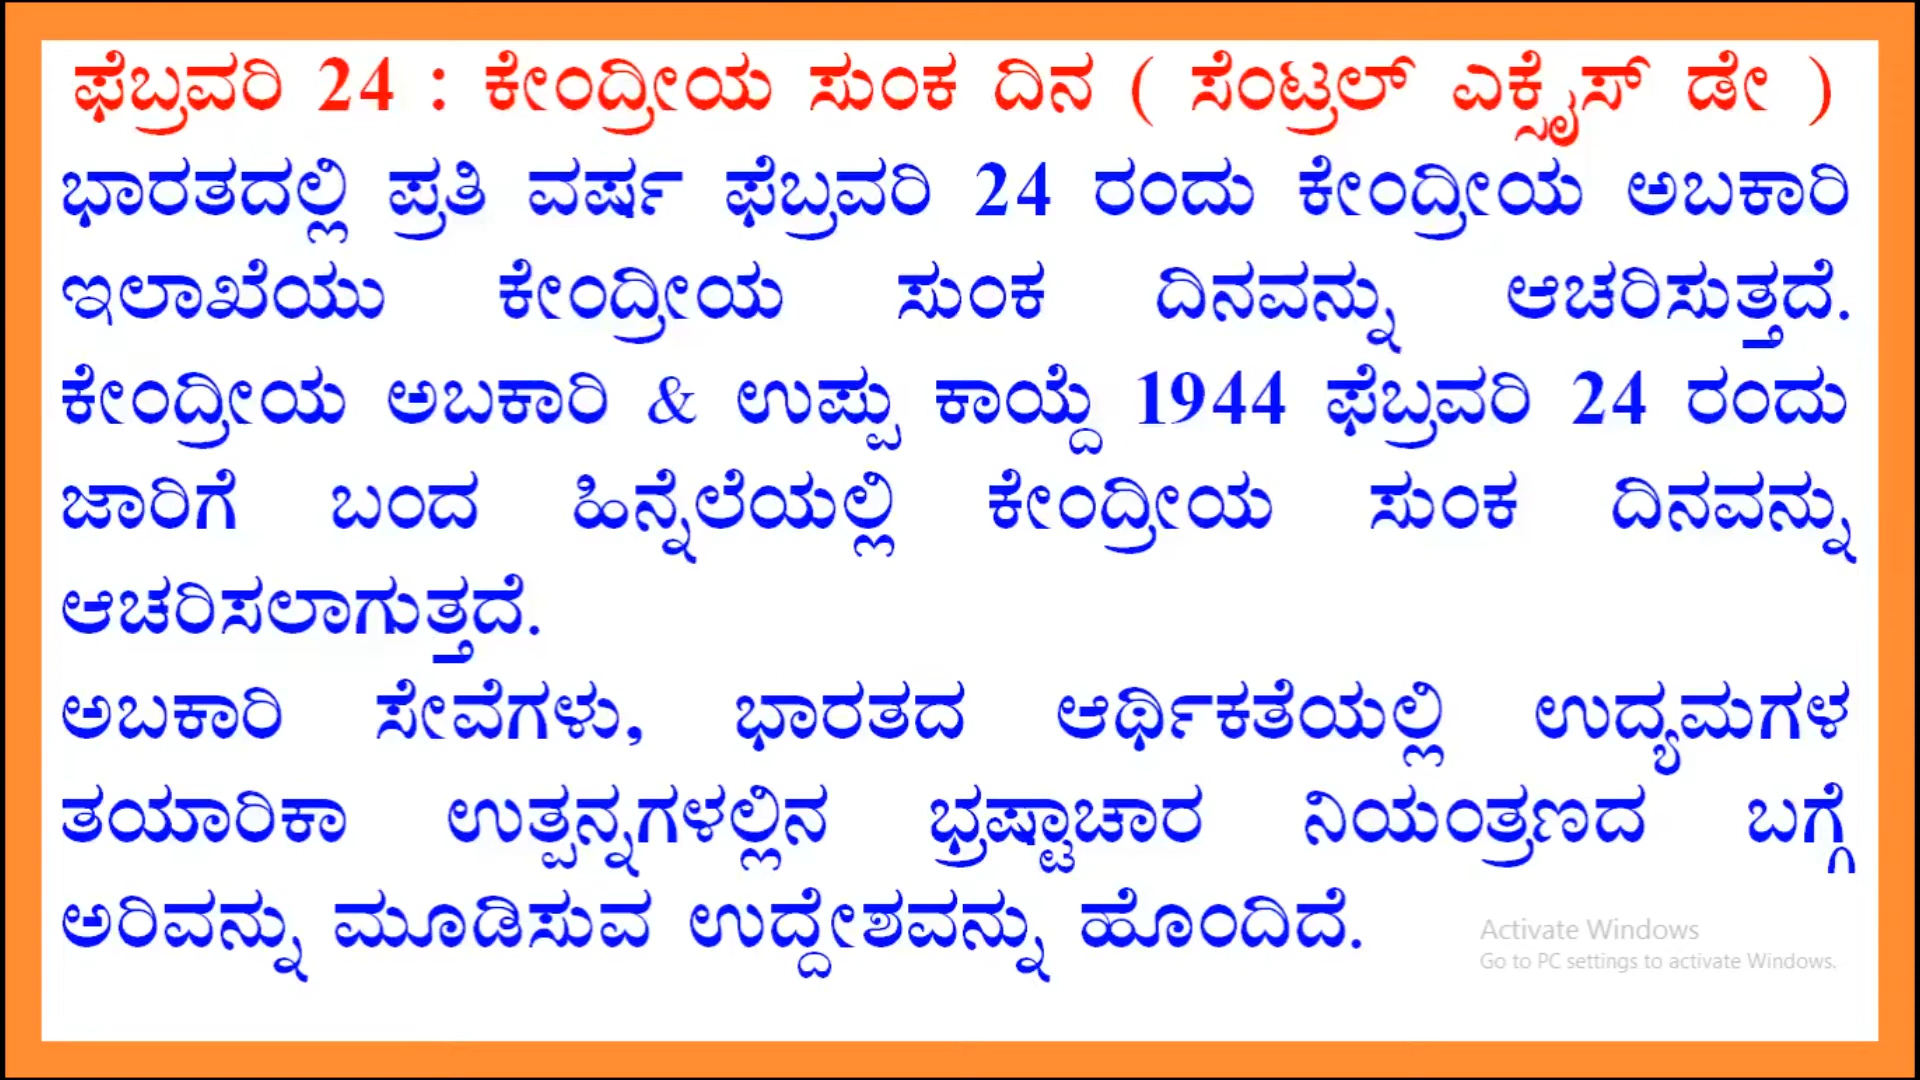 ಫೆಬ್ರವರಿ 24 : ಕೇಂದ್ರೀಯ ಸುಂಕ ದಿನ ( ಸೆಂಟ್ರಲ್ ಎಕ್ಸೈಸ್ ಡೇ )
ಭಾರತದಲ್ಲಿ ಪ್ರತಿ ವರ್ಷ ಫೆಬ್ರವರಿ 24 ರಂದು ಕೇಂದ್ರೀಯ ಅಬಕಾರಿ
ಇಲಾಖೆಯು ಕೇಂದ್ರೀಯ ಸುಂಕ ದಿನವನ್ನು ಆಚರಿಸುತ್ತದೆ.
ಕೇಂದ್ರೀಯ ಅಬಕಾರಿ & ಉಪ್ಪು ಕಾಯ್ದೆ 1944 ಫೆಬ್ರವರಿ 24 ರಂದು
ಜಾರಿಗೆ ಬಂದ ಹಿನ್ನೆಲೆಯಲ್ಲಿ ಕೇಂದ್ರೀಯ ಸುಂಕ ದಿನವನ್ನು
ಆಚರಿಸಲಾಗುತ್ತದೆ.
ಅಬಕಾರಿ ಸೇವೆಗಳು, ಭಾರತದ ಆರ್ಥಿಕತೆಯಲ್ಲಿ ಉದ್ಯಮಗಳ
ತಯಾರಿಕಾ ಉತ್ಪನ್ನಗಳಲ್ಲಿನ ಭ್ರಷ್ಟಾಚಾರ ನಿಯಂತ್ರಣದ ಬಗ್ಗೆ
ಅರಿವನ್ನು ಮೂಡಿಸುವ ಉದ್ದೇಶವನ್ನು ಹೊಂದಿದೆ.
Activate Windows
Go to PC settings to activate Windows.